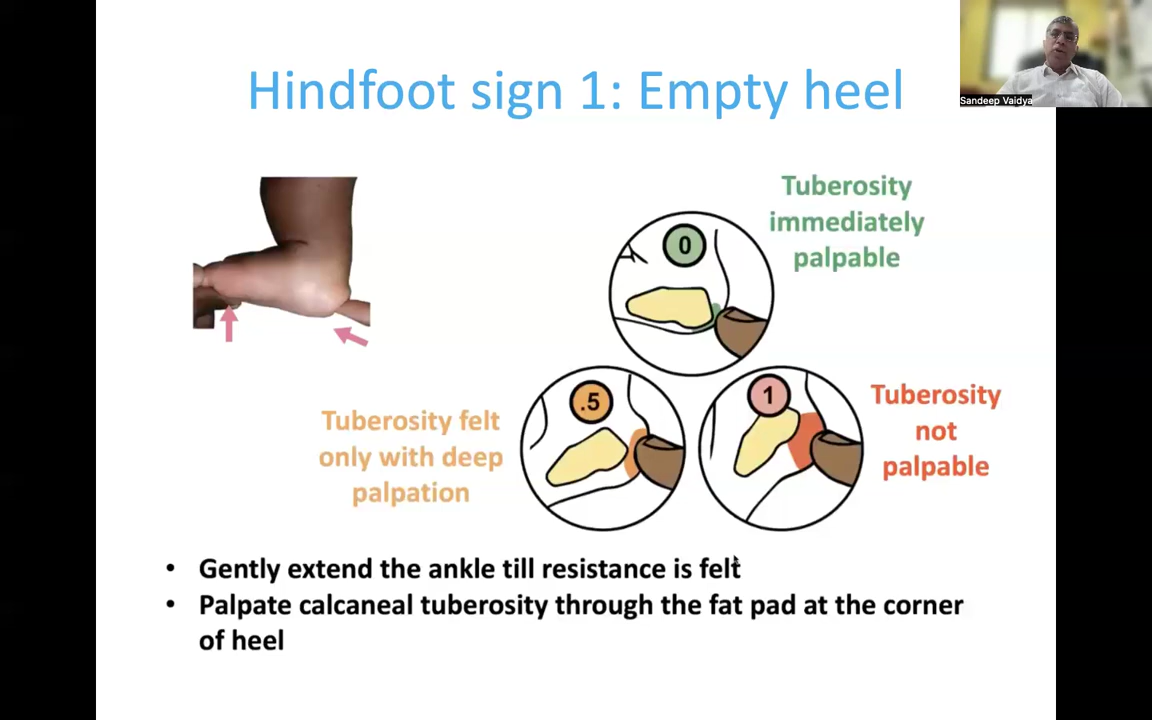 Hindfoot sign 1: Empty heel
Sandeep Vaidya
Tuberosity
immediately
palpable
0
.5
1
Tuberosity felt
only with deep
palpation
Tuberosity
not
palpable
• Gently extend the ankle till resistance is felt
• Palpate calcaneal tuberosity through the fat pad at the corner
of heel